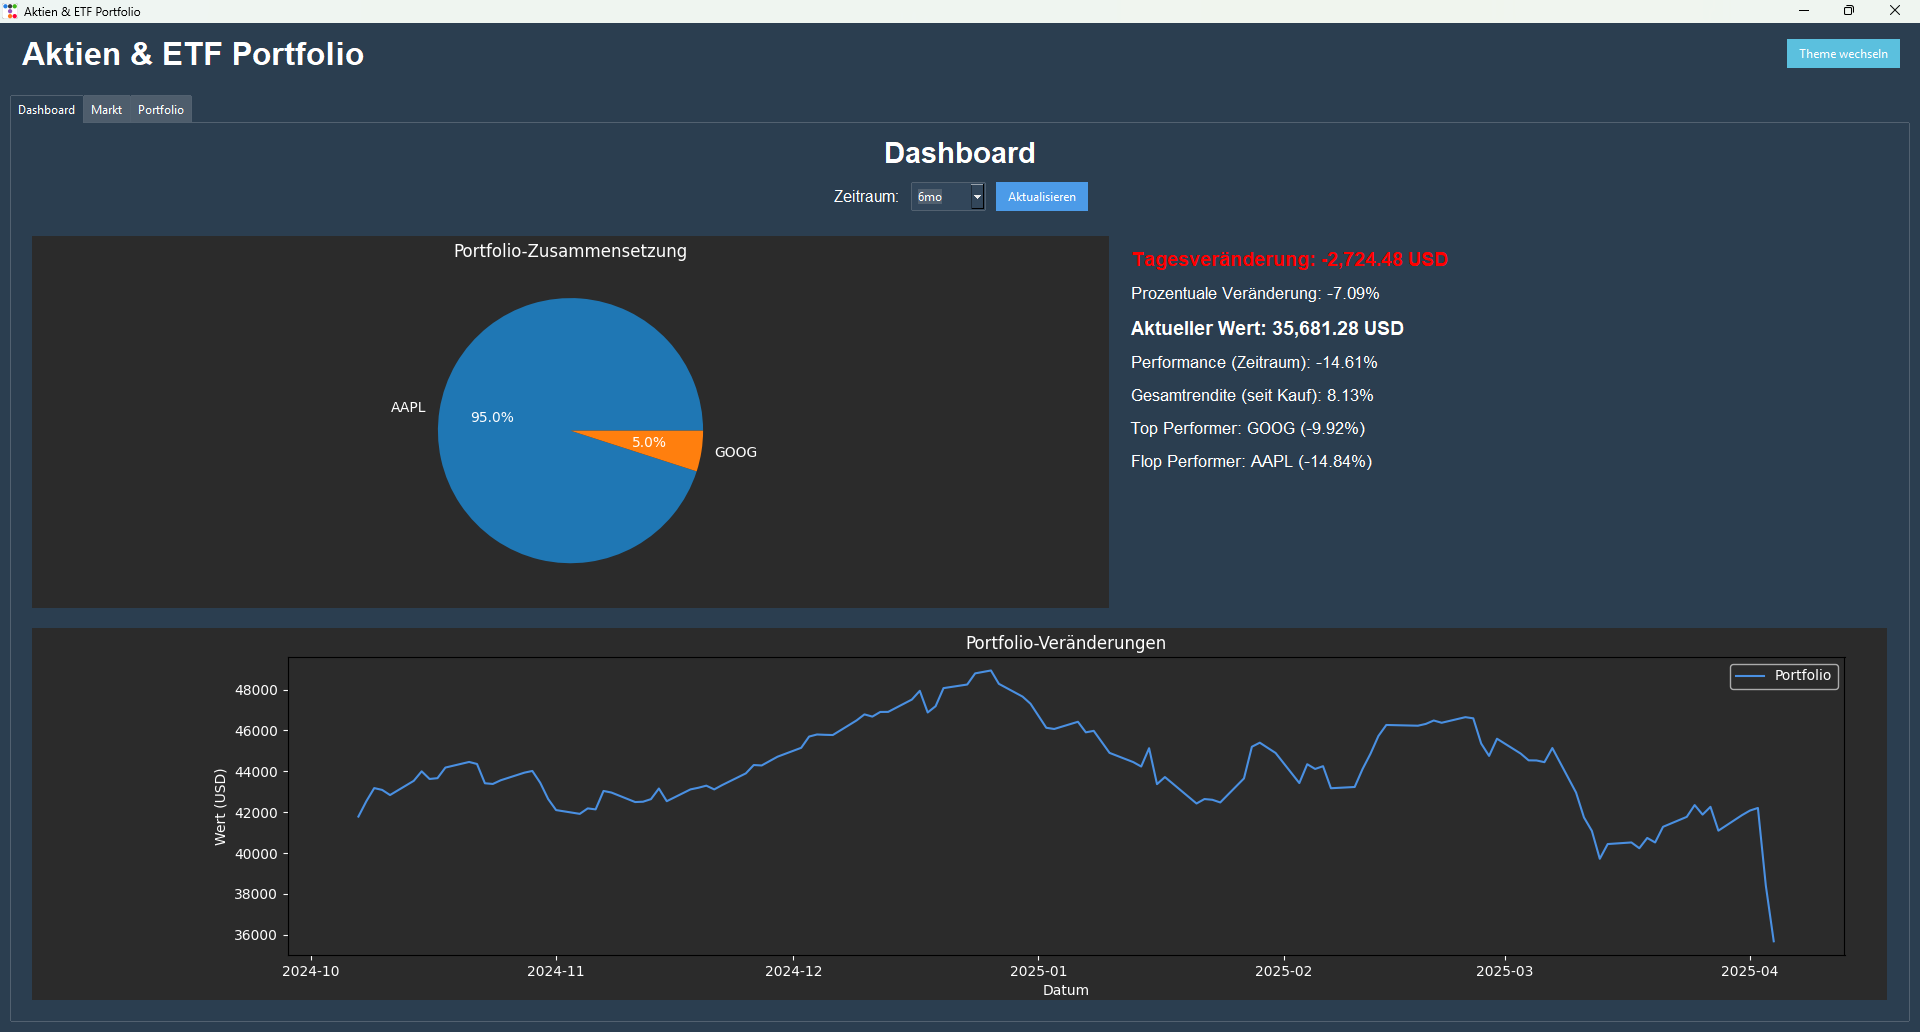 Aktien & ETF Portfolio
Aktien & ETF Portfolio
Theme wechseln
Dashboard Markt Portfolio
Dashboard
Zeitraum: 6mo Aktualisieren
Portfolio-Zusammensetzung
AAPL
95.0%
5.0%
GOOG
Tagesveränderung: -2,724.48 USD
Prozentuale Veränderung: -7.09%
Aktueller Wert: 35,681.28 USD
Performance (Zeitraum): -14.61%
Gesamtrendite (seit Kauf): 8.13%
Top Performer: GOOG (-9.92%)
Flop Performer: AAPL (-14.84%)
Portfolio-Veränderungen
Portfolio
Wert (USD)
48000
46000
44000
42000
40000
38000
36000
2024-10 2024-11 2024-12 2025-01 2025-02 2025-03 2025-04
Datum